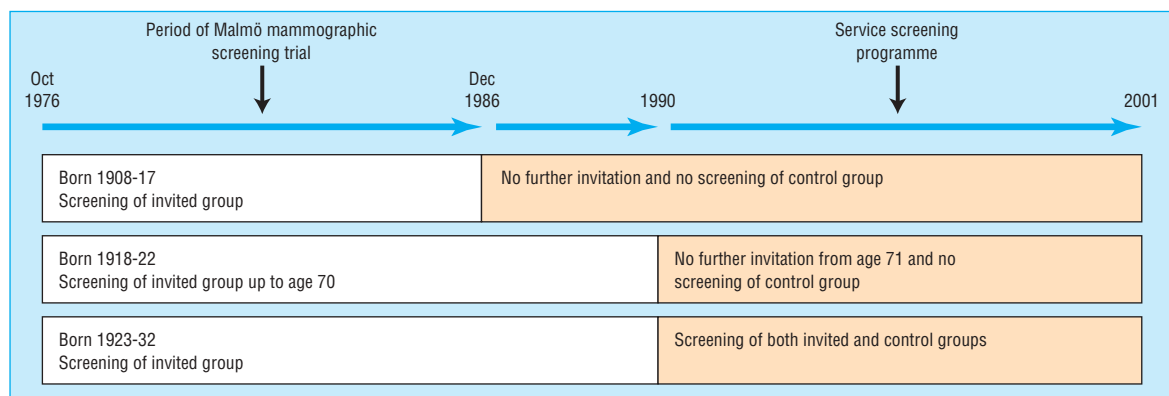 Period of Malmö mammographic
screening trial
Service screening
programme
Oct
1976
Dec
1986
1990
2001
Born 1908-17
Screening of invited group
No further invitation and no screening of control group
Born 1918-22
Screening of invited group up to age 70
No further invitation from age 71 and no
screening of control group
Born 1923-32
Screening of invited group
Screening of both invited and control groups